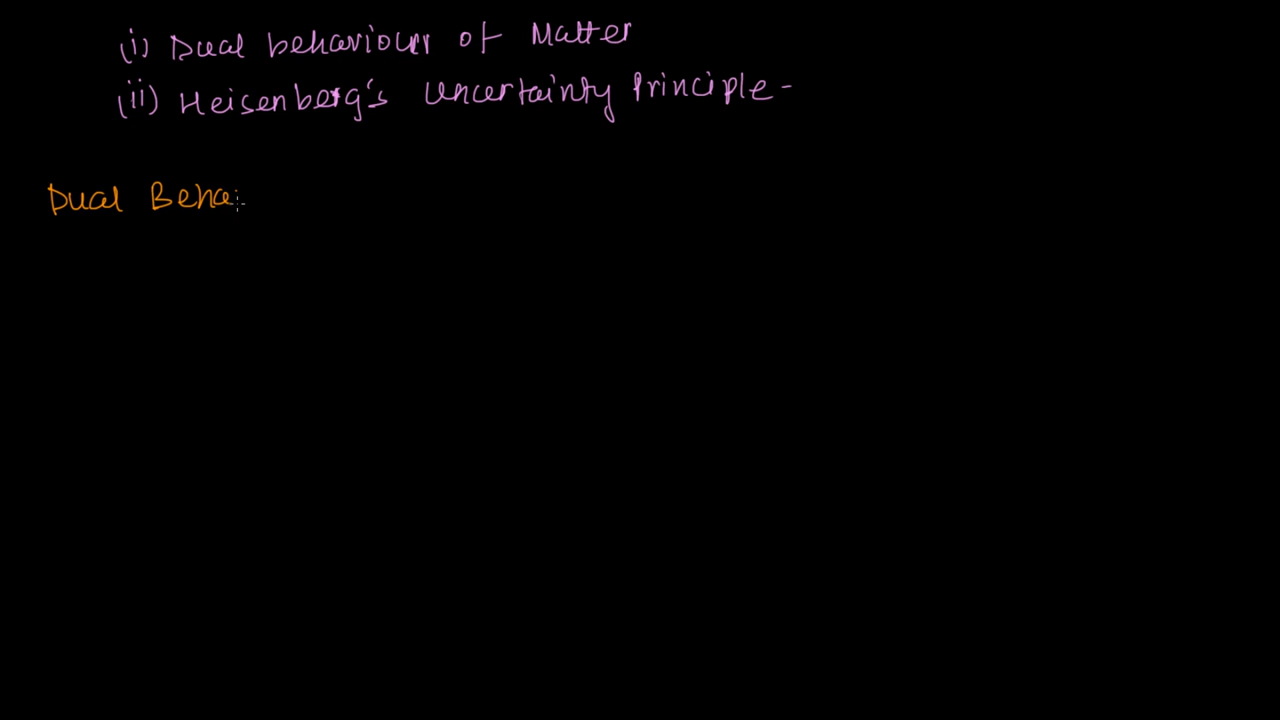 (i) Dual behaviour of Matter
(ii) Heisenberg's Uncertainty Principle -
Dual Beha